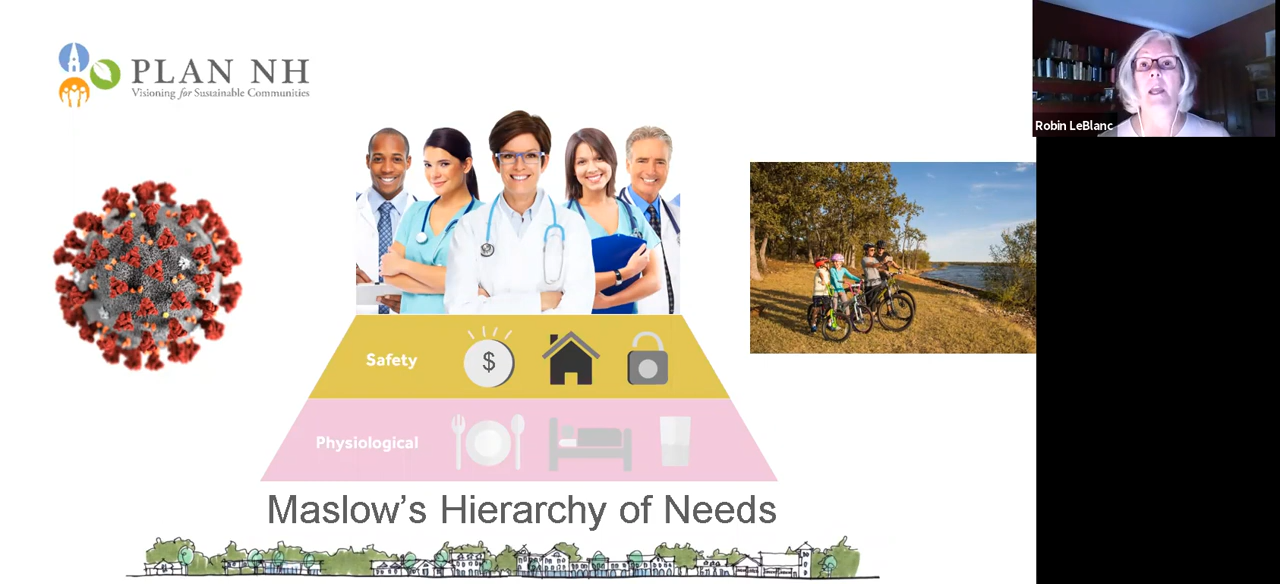 PLAN NH
Visioning for Sustainable Communities
Robin LeBlanc
Safety
$
Physiological
Maslow's Hierarchy of Needs